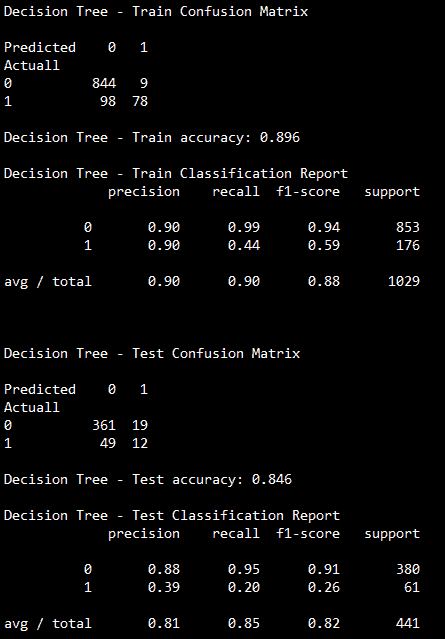 Decision Tree - Train Confusion Matrix
Predicted 0 1
Actuall
0 844 9
1 98 78
Decision Tree - Train accuracy: 0.896
Decision Tree - Train Classification Report
precision recall f1-score support
0 0.90 0.99 0.94 853
1 0.90 0.44 0.59 176
avg / total 0.90 0.90 0.88 1029
Decision Tree - Test Confusion Matrix
Predicted 0 1
Actuall
0 361 19
1 49 12
Decision Tree - Test accuracy: 0.846
Decision Tree - Test Classification Report
precision recall f1-score support
0 0.88 0.95 0.91 380
1 0.39 0.20 0.26 61
avg / total 0.81 0.85 0.82 441